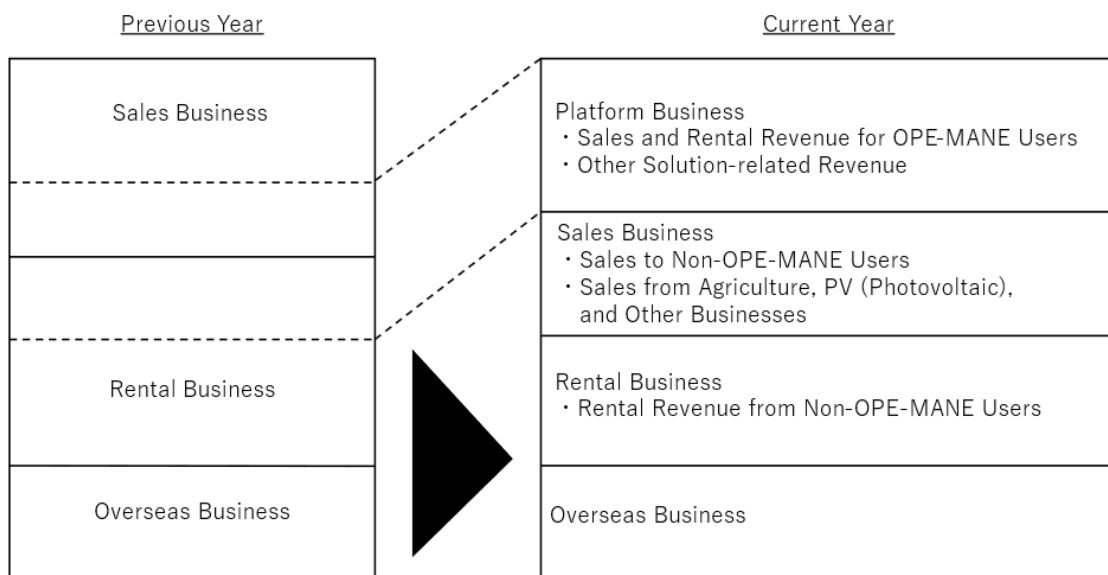 Previous Year
Current Year
Sales Business
Platform Business
・Sales and Rental Revenue for OPE-MANE Users
・Other Solution-related Revenue
Sales Business
・Sales to Non-OPE-MANE Users
・Sales from Agriculture, PV (Photovoltaic),
and Other Businesses
Rental Business
Rental Business
・Rental Revenue from Non-OPE-MANE Users
Overseas Business
Overseas Business